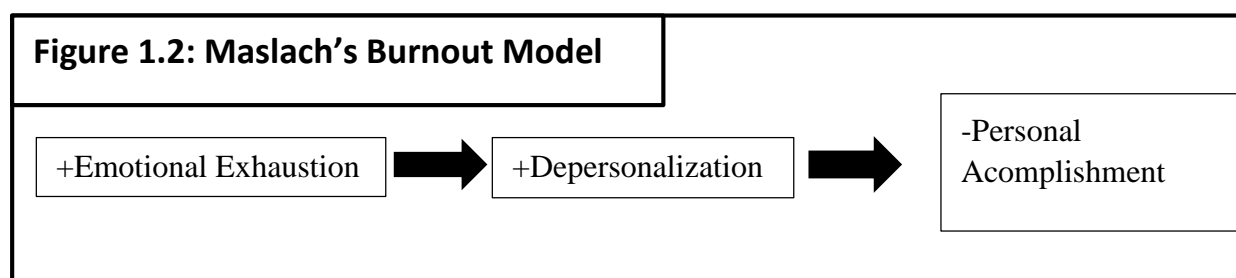 Figure 1.2: Maslach’s Burnout Model
+Emotional Exhaustion
+Depersonalization
-Personal
Acomplishment